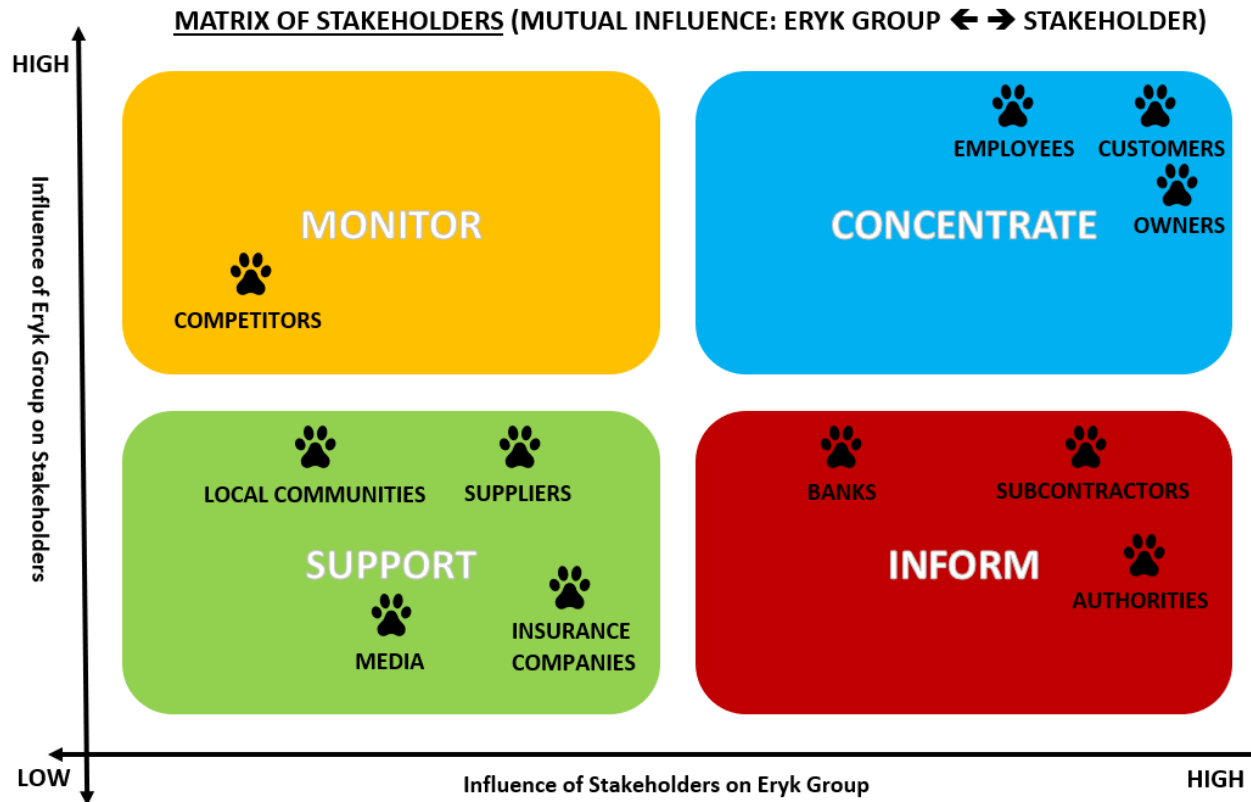 MATRIX OF STAKEHOLDERS (MUTUAL INFLUENCE: ERYK GROUP ← → STAKEHOLDER)
HIGH
Influence of Eryk Group on Stakeholders
MONITOR
COMPETITORS
EMPLOYEES
CUSTOMERS
OWNERS
CONCENTRATE
LOCAL COMMUNITIES
SUPPLIERS
SUPPORT
MEDIA
INSURANCE
COMPANIES
BANKS
SUBCONTRACTORS
INFORM
AUTHORITIES
LOW
Influence of Stakeholders on Eryk Group
HIGH